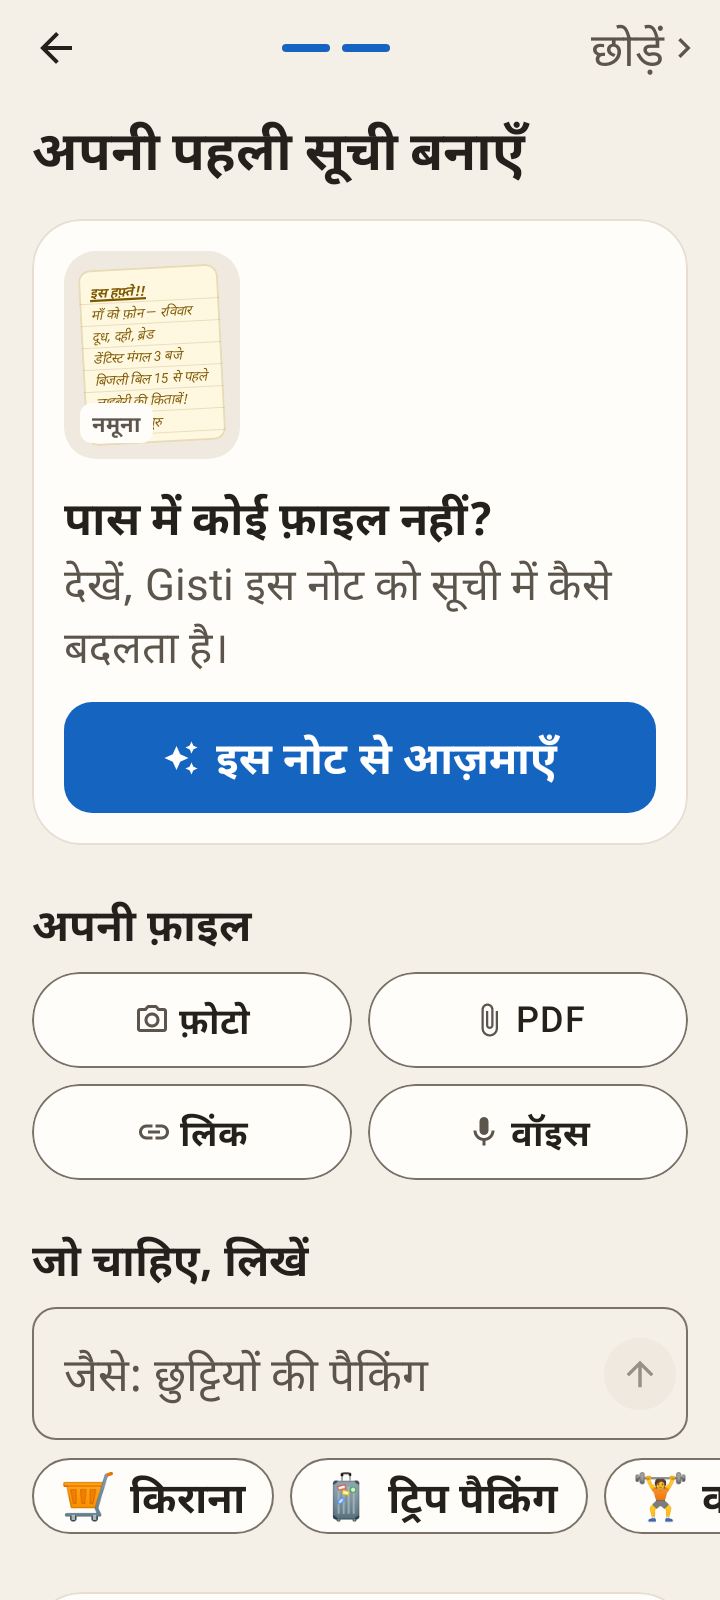 छोड़ें
अपनी पहली सूची बनाएँ
इस हफ़्ते!!
माँ को फ़ोन — रविवार
दूध, दही, ब्रेड
डेंटिस्ट मंगल 3 बजे
बिजली बिल 15 से पहले
की किताबें!
नमूना
पास में कोई फ़ाइल नहीं?
देखें, Gisti इस नोट को सूची में कैसे
बदलता है।
इस नोट से आज़माएँ
अपनी फ़ाइल
फ़ोटो
PDF
लिंक
वॉइस
जो चाहिए, लिखें
जैसे: छुट्टियों की पैकिंग
किराना
ट्रिप पैकिंग